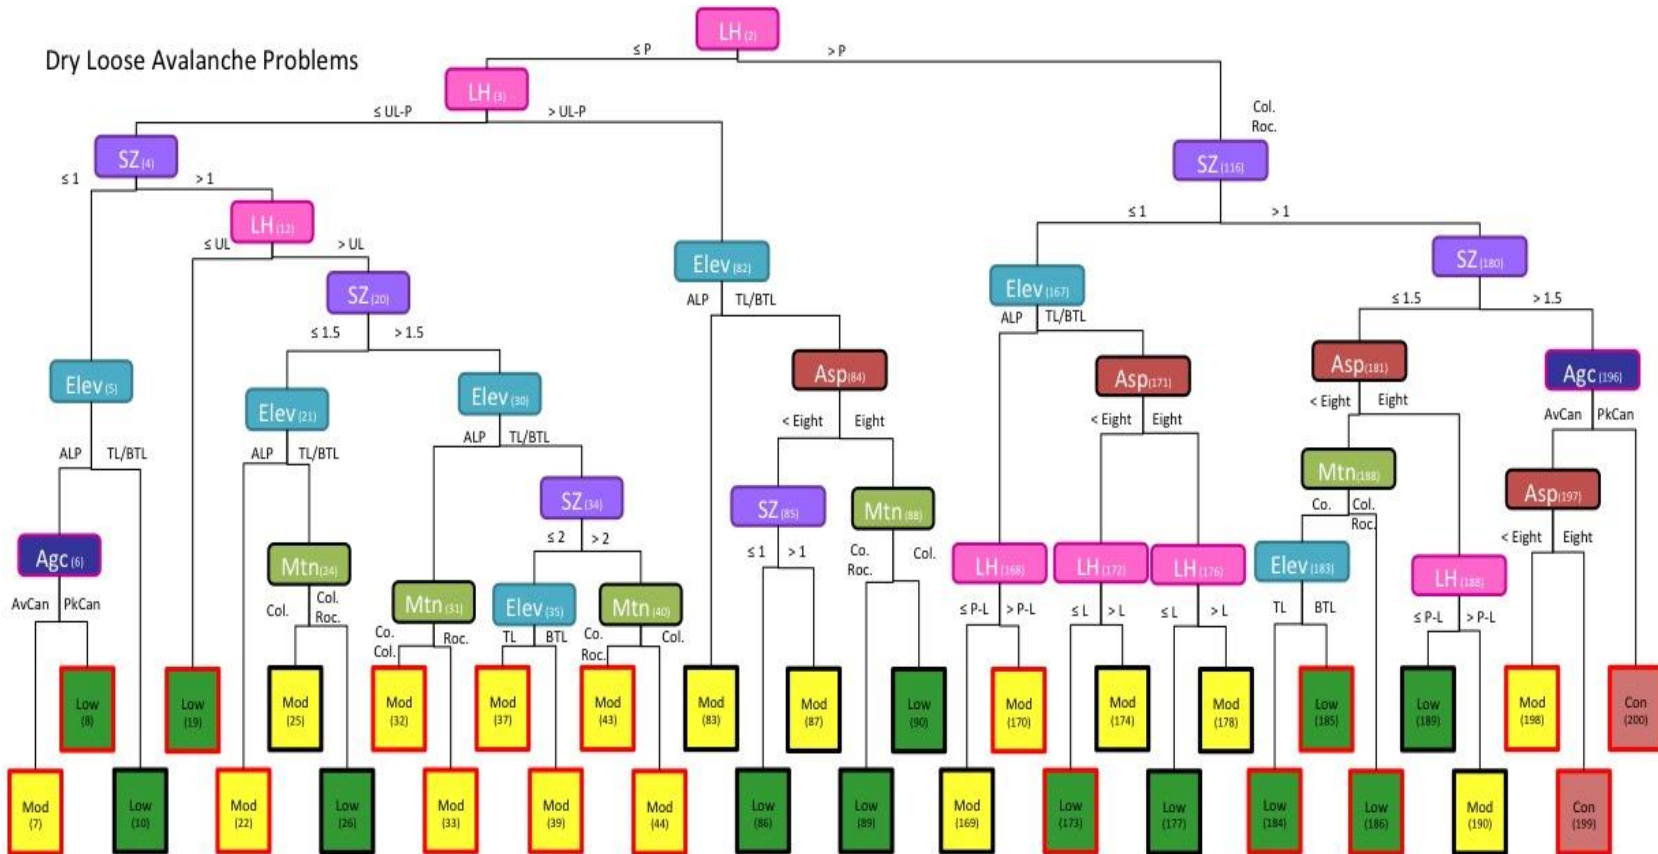 LH (2)
Dry Loose Avalanche Problems
≤ P > P
LH (3)
≤ UL-P > UL-P
Col.
Roc.
SZ (4)
SZ (116)
≤ 1 > 1
LH (12)
≤ 1 > 1
≤ UL > UL
Elev (82)
SZ (180)
Elev (167)
SZ (20)
ALP TL/BTL
≤ 1.5 > 1.5
ALP TL/BTL
≤ 1.5 > 1.5
Elev (5)
Asp (84)
Asp (171)
Asp (181)
Agc (196)
Elev (21)
Elev (30)
< Eight Eight
AvCan PkCan
< Eight Eight
< Eight Eight
ALP TL/BTL
ALP TL/BTL
ALP TL/BTL
Mtn (188)
SZ (34)
SZ (85)
Mtn (88)
Asp (197)
Co. Col.
Roc.
≤ 2 > 2
< Eight Eight
Agc (6)
Mtn (24)
≤ 1 > 1
Co.
Roc.
Col.
LH (168)
LH (172)
LH (176)
Elev (183)
LH (188)
AvCan PkCan
Col. Col.
Roc.
Mtn (31)
Elev (35)
Mtn (40)
≤ P-L > P-L
≤ L > L
≤ L > L
TL BTL
≤ P-L > P-L
Co.
Col.
Roc.
TL BTL
Co.
Roc.
Col.
Low
(8)
Low
(19)
Mod
(25)
Mod
(32)
Mod
(37)
Mod
(43)
Mod
(83)
Mod
(87)
Low
(90)
Mod
(170)
Mod
(174)
Mod
(178)
Low
(185)
Low
(189)
Mod
(198)
Con
(200)
Mod
(7)
Low
(10)
Mod
(22)
Low
(26)
Mod
(33)
Mod
(39)
Mod
(44)
Low
(86)
Low
(89)
Mod
(169)
Low
(173)
Low
(177)
Low
(184)
Low
(186)
Mod
(190)
Con
(199)